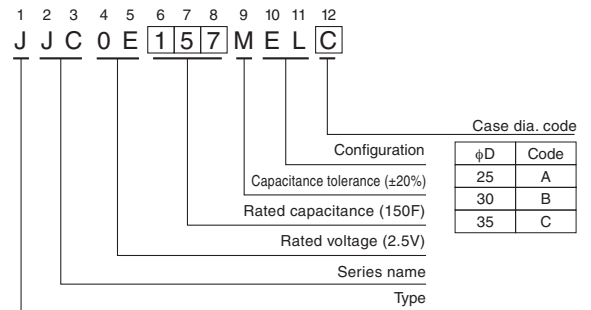 1 2 3 4 5 6 7 8 9 10 11 12
J J C 0 E 1 5 7 M E L C
Case dia. code
Configuration
Capacitance tolerance (±20%)
Rated capacitance (150F)
Rated voltage (2.5V)
Series name
Type
φD Code
25 A
30 B
35 C